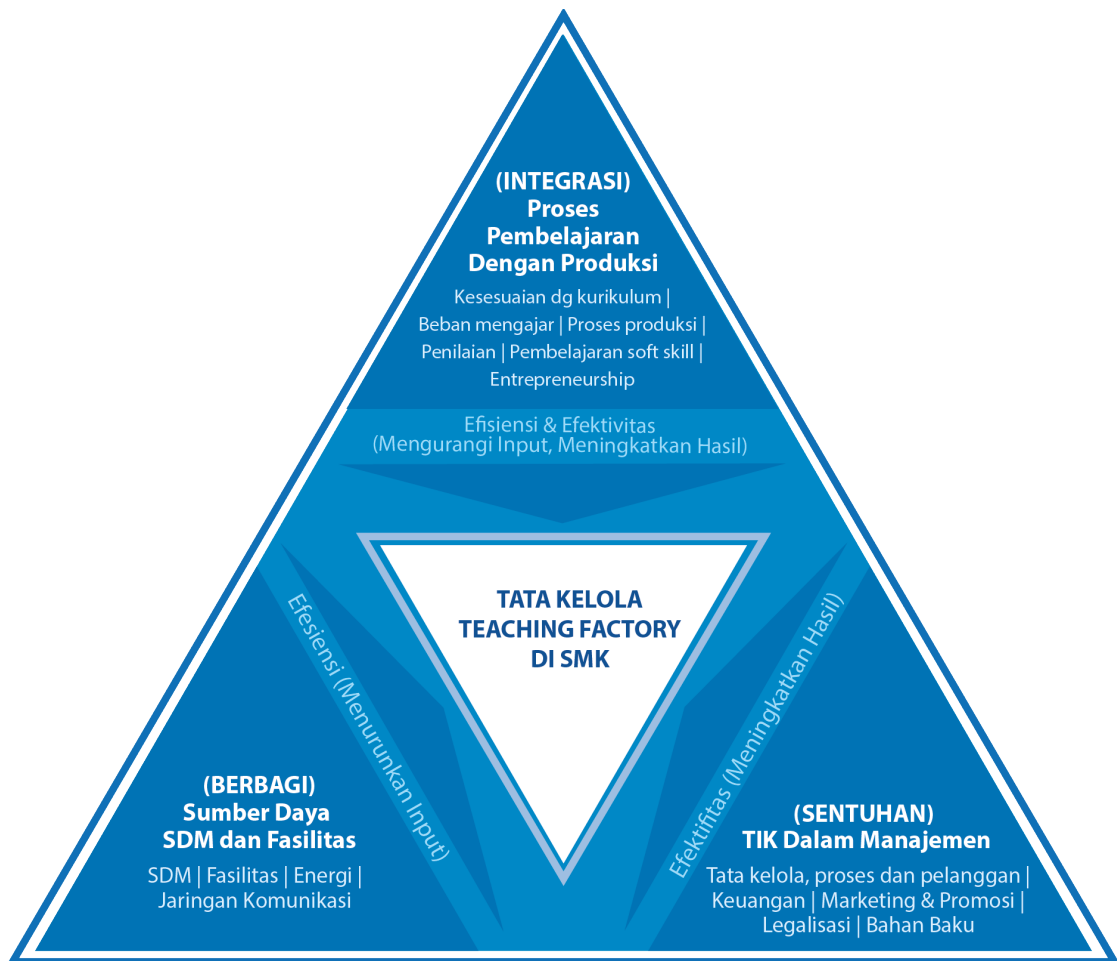 (INTEGRASI)
Proses
Pembelajaran
Dengan Produksi
Kesesuaian dg kurikulum |
Beban mengajar | Proses produksi |
Penilaian | Pembelajaran soft skill |
Entrepreneurship
Efisiensi & Efektivitas
(Mengurangi Input, Meningkatkan Hasil)
TATA KELOLA
TEACHING FACTORY
DI SMK
Efesiensi (Menurunkan Input)
Efektifitas (Meningkatkan Hasil)
(BERBAGI)
Sumber Daya
SDM dan Fasilitas
SDM | Fasilitas | Energi |
Jaringan Komunikasi
(SENTUHAN)
TIK Dalam Manajemen
Tata kelola, proses dan pelanggan |
Keuangan | Marketing & Promosi |
Legalisasi | Bahan Baku